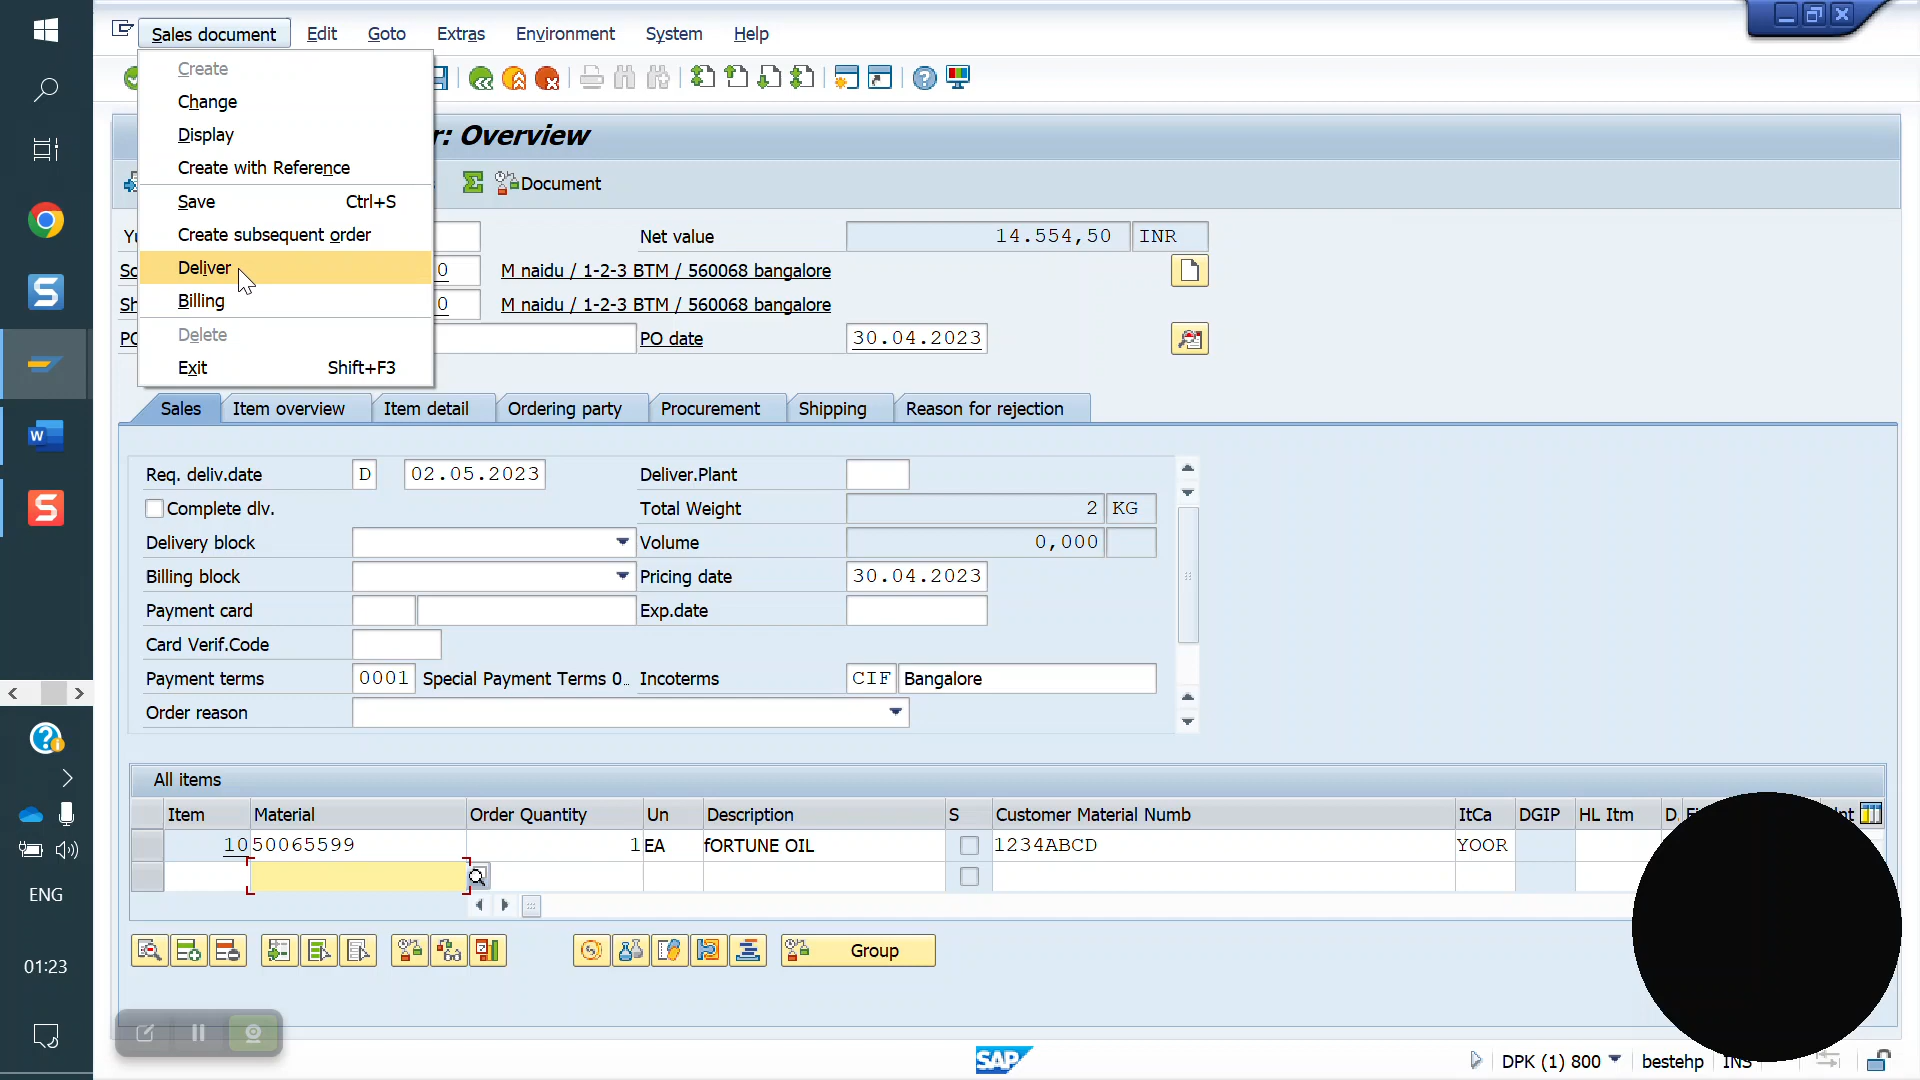 Sales document Edit Goto Extras Environment System Help
Create
Change
Display
Create with Reference
Save Ctrl+S
Create subsequent order
Deliver
Billing
Delete
Exit Shift+F3
r: Overview
Document
Net value 14.554,50 INR
So 0 M naidu / 1-2-3 BTM / 560068 bangalore
Sh 0 M naidu / 1-2-3 BTM / 560068 bangalore
PO PO date 30.04.2023
Sales Item overview Item detail Ordering party Procurement Shipping Reason for rejection
Req. deliv.date D 02.05.2023 Deliver.Plant
Complete dlv. Total Weight 2 KG
Delivery block Volume 0,000
Billing block Pricing date 30.04.2023
Payment card Exp.date
Card Verif.Code
Payment terms 0001 Special Payment Terms 0.. Incoterms CIF Bangalore
Order reason
All items
Item Material Order Quantity Un Description S Customer Material Numb ItCa DGIP HL Itm D.
10 50065599 1 EA fORTUNE OIL 1234ABCD YOOR
Group
ENG
01:23
SAP DPK (1) 800 bestehp INS